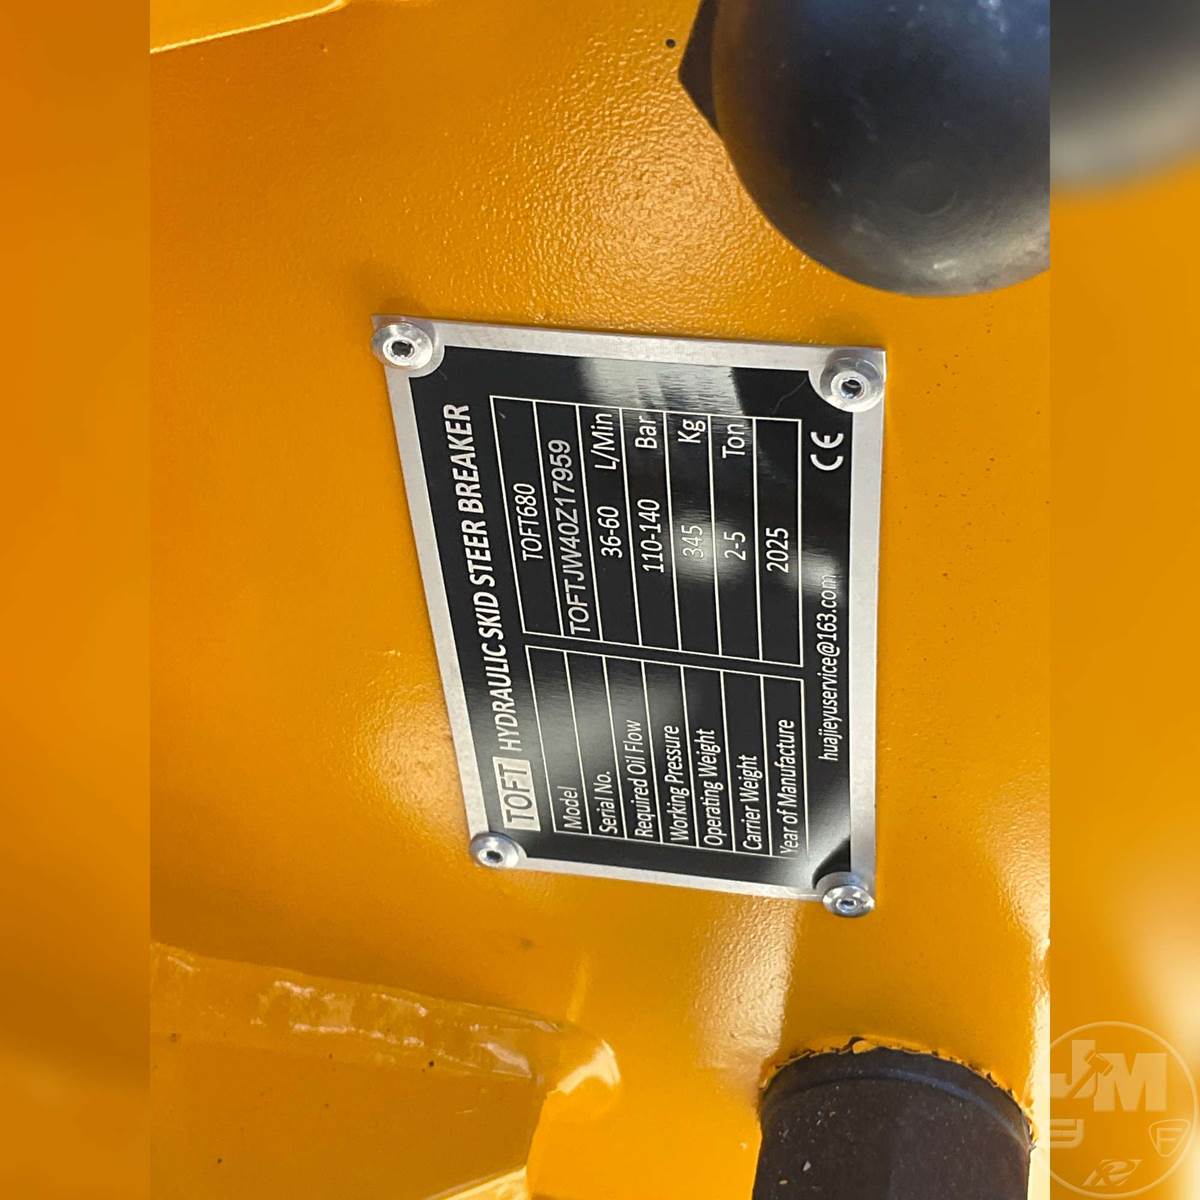 TOFT HYDRAULIC SKID STEER BREAKER
Model TOFT680
Serial No. TOFTJW40Z17959
Required Oil Flow 36-60 L/Min
Working Pressure 110-140 Bar
Operating Weight 345 Kg
Carrier Weight 2-5 Ton
Year of Manufacture 2025
huajieyuservice@163.com CE
JM